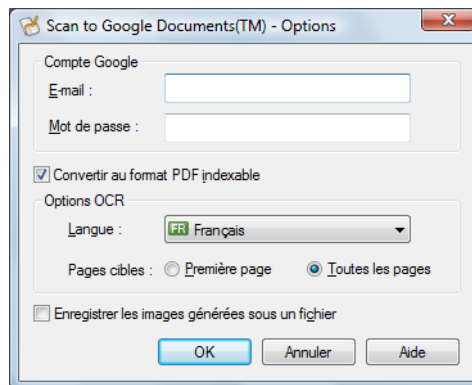 Scan to Google Documents(TM) - Options
Compte Google
E-mail :
Mot de passe :
Convertir au format PDF indexable
Options OCR
Langue : FR Français
Pages cibles : Première page Toutes les pages
Enregistrer les images générées sous un fichier
OK Annuler Aide